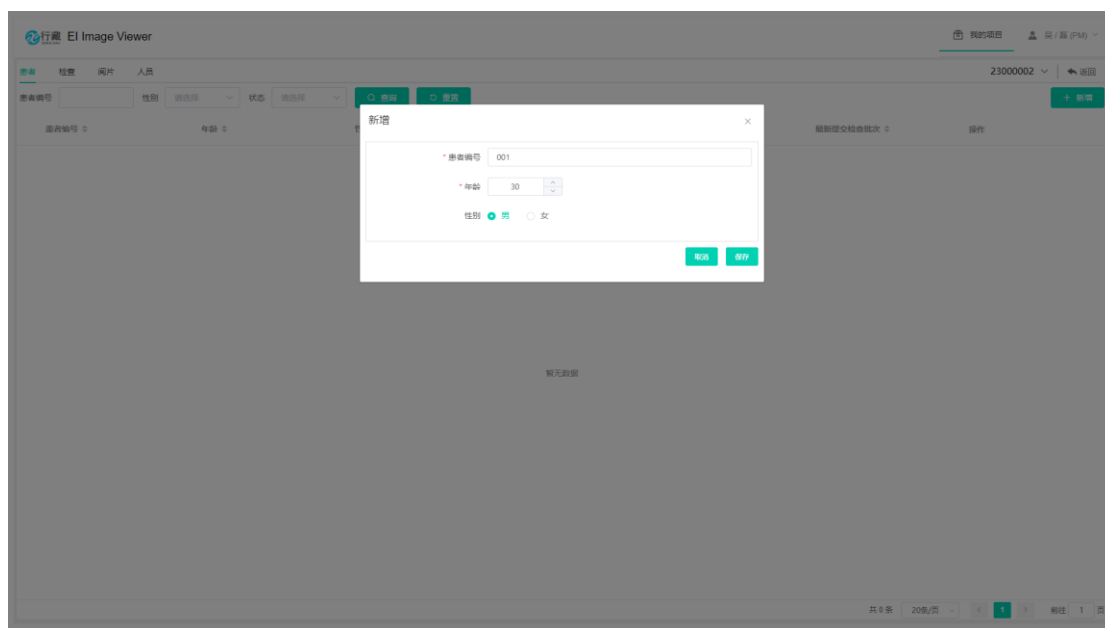 行藏 EI Image Viewer
我的项目
(PM)
患者 检查 阅片 人员
23000002 返回
患者编号 性别 请选择 状态 请选择 查询 重置 + 新增
患者编号 年龄 最新提交检查批次 操作
新增 ×
* 患者编号 001
* 年龄 30
性别 男 女
取消 保存
暂无数据
共 0 条 20条/页 < 1 > 前往 1 页